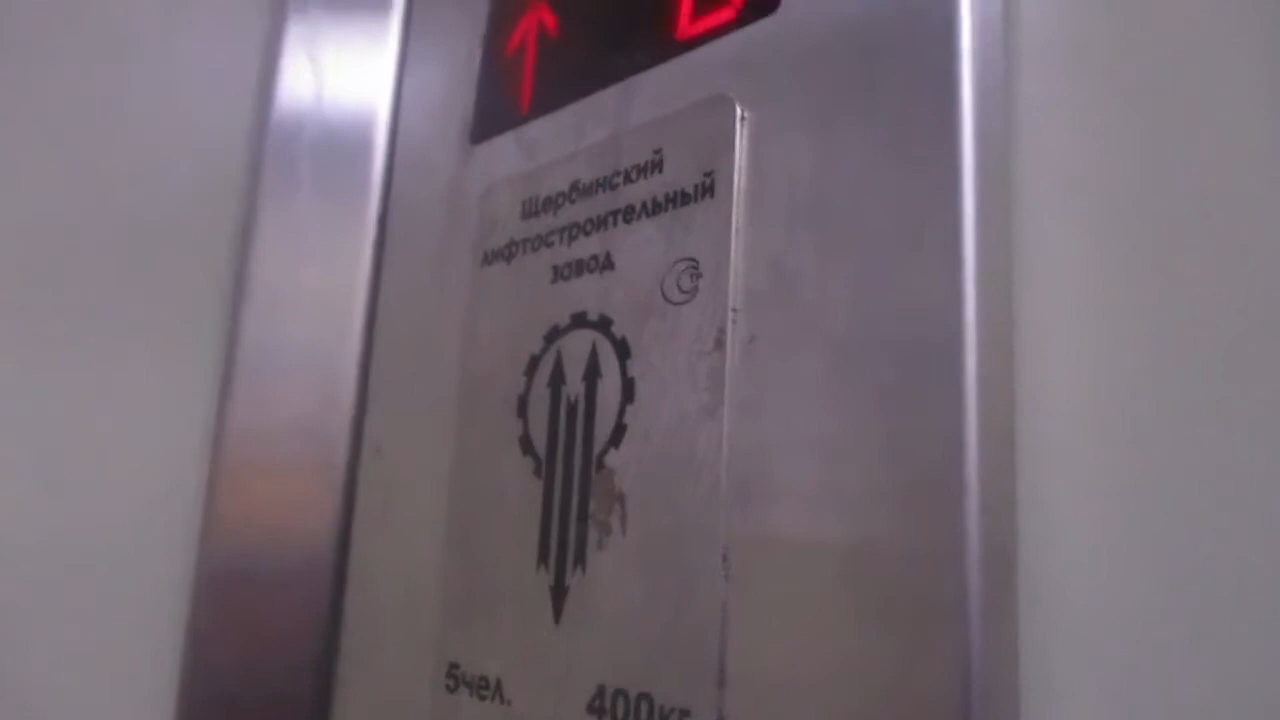 Щербинский
лифтостроительный
завод
5чел. 400кг